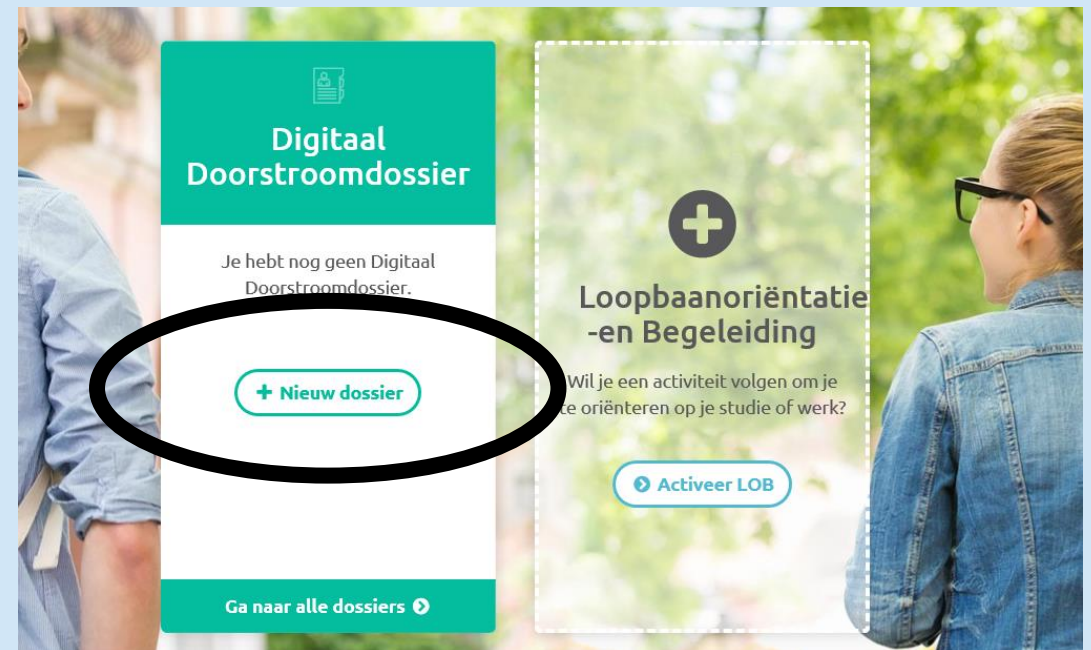 Digitaal
Doorstroomdossier
Je hebt nog geen Digitaal
Doorstroomdossier.
+ Nieuw dossier
Ga naar alle dossiers
Loopbaanoriëntatie
-en Begeleiding
Wil je een activiteit volgen om je
te oriënteren op je studie of werk?
Activeer LOB